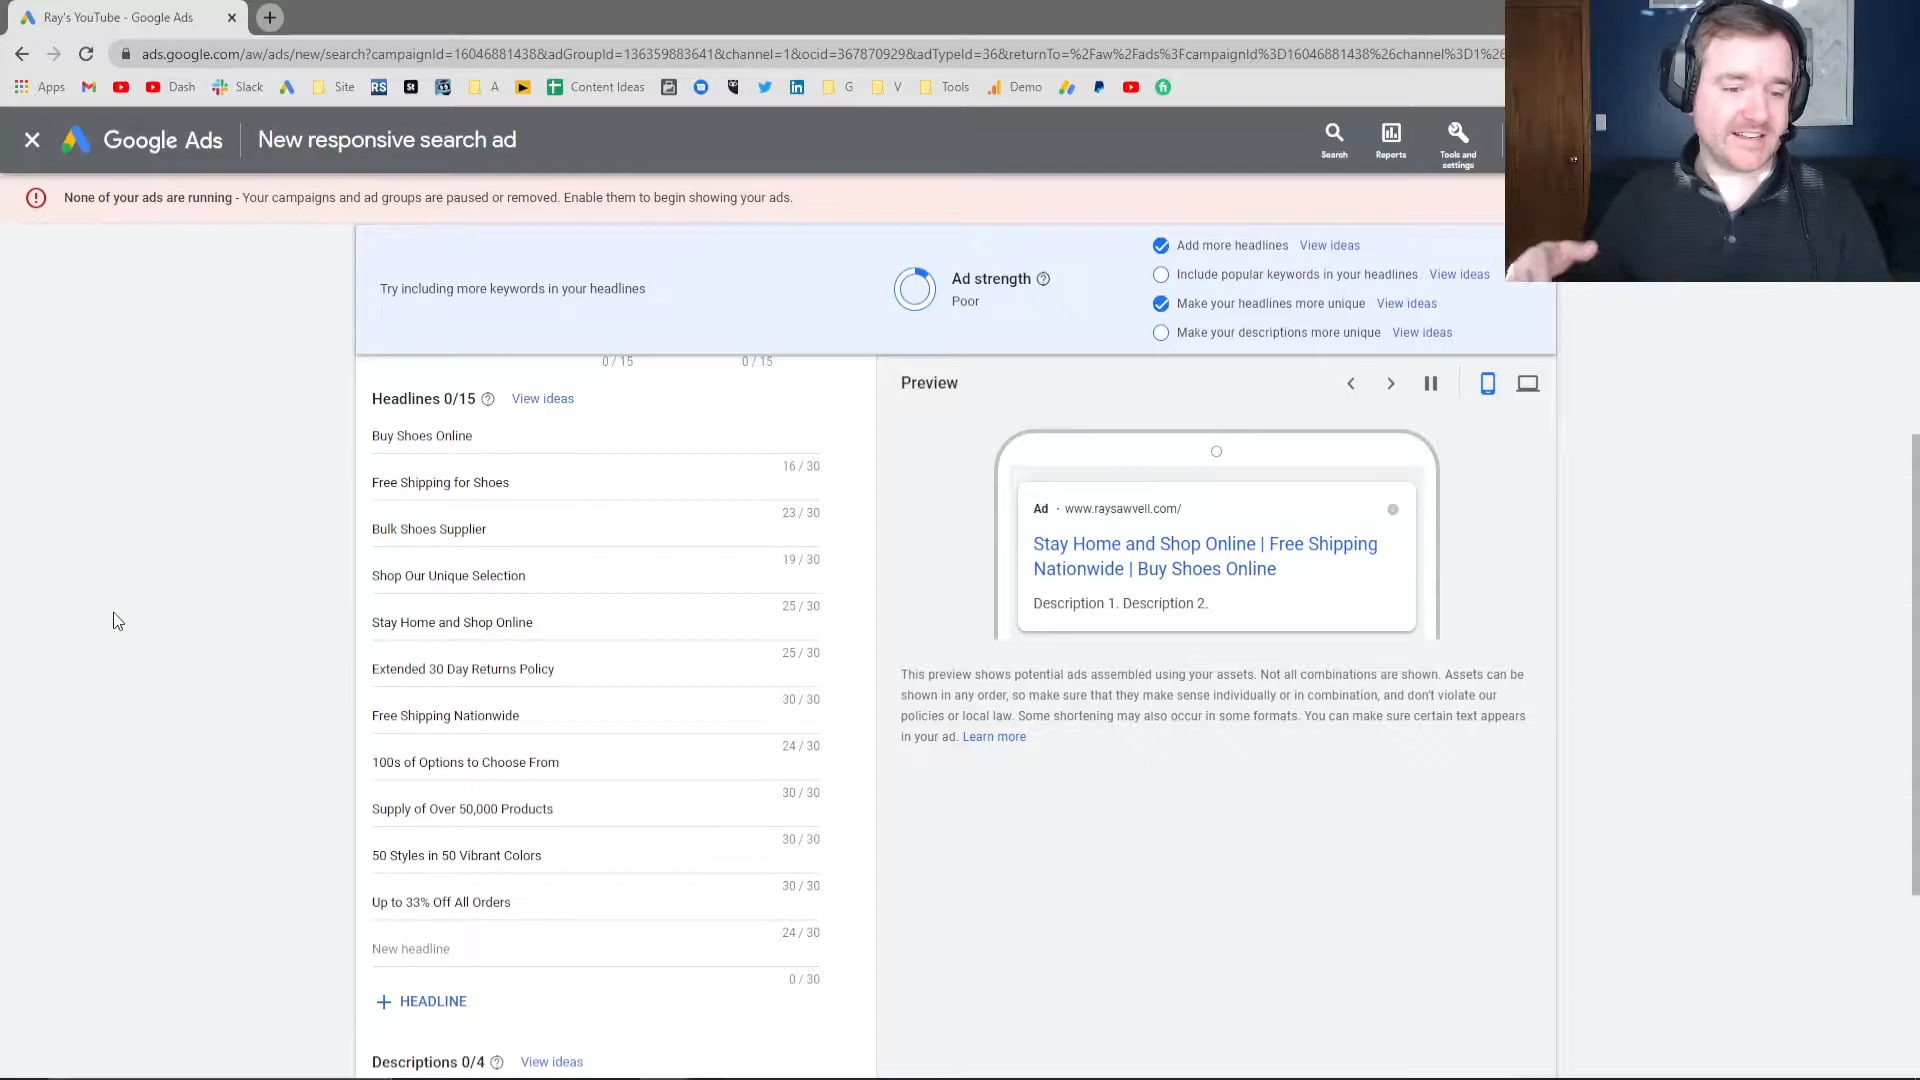 Ray's YouTube - Google Ads
ads.google.com/aw/ads/new/search?campaignId=16046881438&adGroupId=136359883641&channel=1&ocid=367870929&adTypeId=36&returnTo=%2Faw%2Fads%3FcampaignId%3D16046881438%26channel%3D1%26
Apps Dash Slack Site RS St A Content Ideas G V Tools Demo
Google Ads New responsive search ad
Search Reports Tools and settings
None of your ads are running - Your campaigns and ad groups are paused or removed. Enable them to begin showing your ads.
Try including more keywords in your headlines
Ad strength
Poor
Add more headlines View ideas
Include popular keywords in your headlines View ideas
Make your headlines more unique View ideas
Make your descriptions more unique View ideas
0 / 15 0 / 15
Headlines 0/15 View ideas
Buy Shoes Online
16 / 30
Free Shipping for Shoes
23 / 30
Bulk Shoes Supplier
19 / 30
Shop Our Unique Selection
25 / 30
Stay Home and Shop Online
25 / 30
Extended 30 Day Returns Policy
30 / 30
Free Shipping Nationwide
24 / 30
100s of Options to Choose From
30 / 30
Supply of Over 50,000 Products
30 / 30
50 Styles in 50 Vibrant Colors
30 / 30
Up to 33% Off All Orders
24 / 30
New headline
0 / 30
HEADLINE
Descriptions 0/4 View ideas
Preview
Ad · www.raysawvell.com/
Stay Home and Shop Online | Free Shipping
Nationwide | Buy Shoes Online
Description 1. Description 2.
This preview shows potential ads assembled using your assets. Not all combinations are shown. Assets can be
shown in any order, so make sure that they make sense individually or in combination, and don't violate our
policies or local law. Some shortening may also occur in some formats. You can make sure certain text appears
in your ad. Learn more